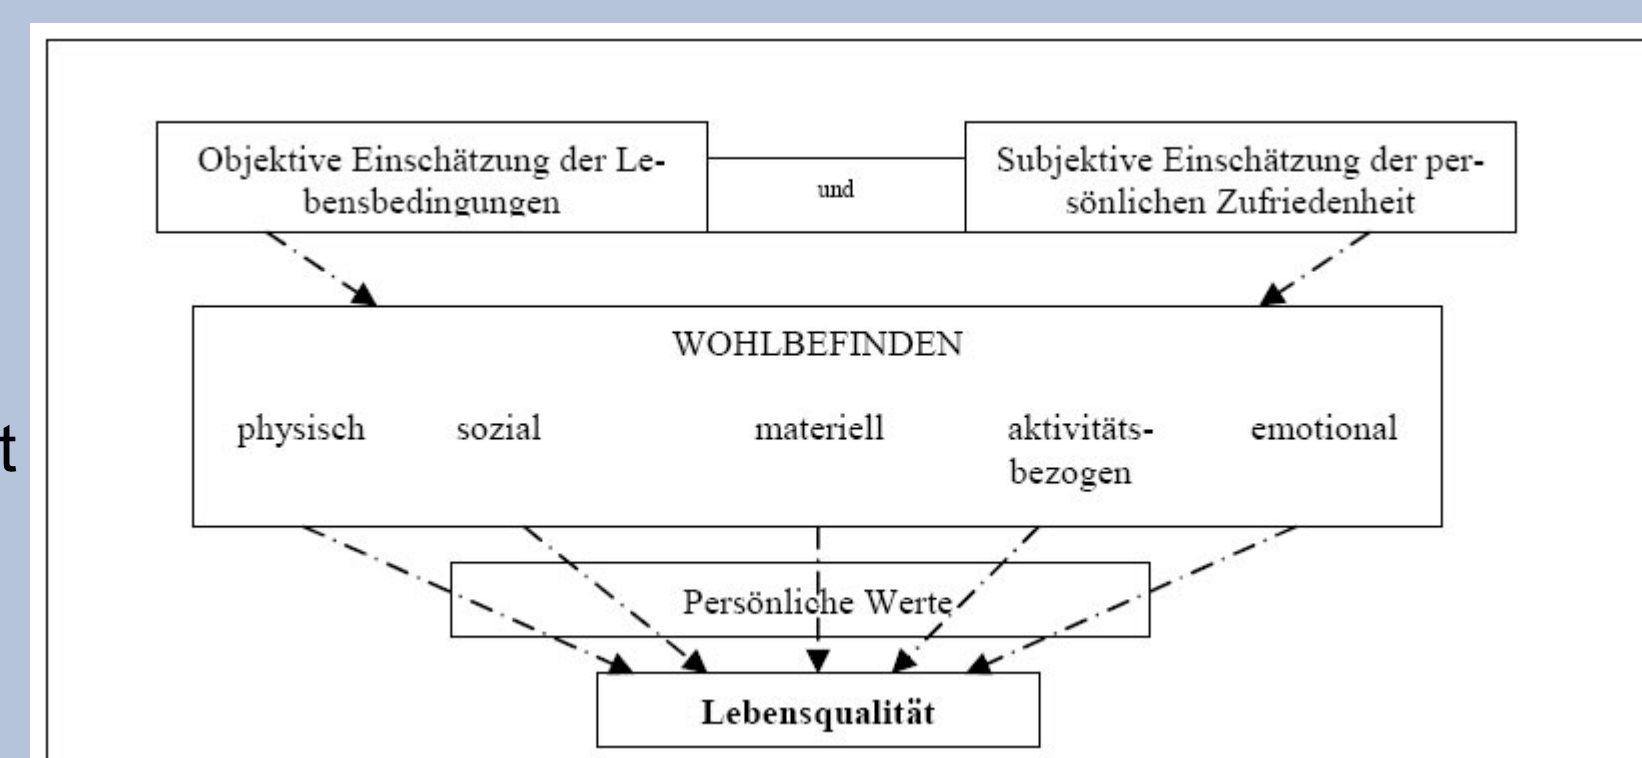 Objektive Einschätzung der Le-
bensbedingungen
und
Subjektive Einschätzung der per-
sönlichen Zufriedenheit
WOHLBEFINDEN
physisch sozial materiell aktivitäts- emotional
bezogen
t
Persönliche Werte
Lebensqualität